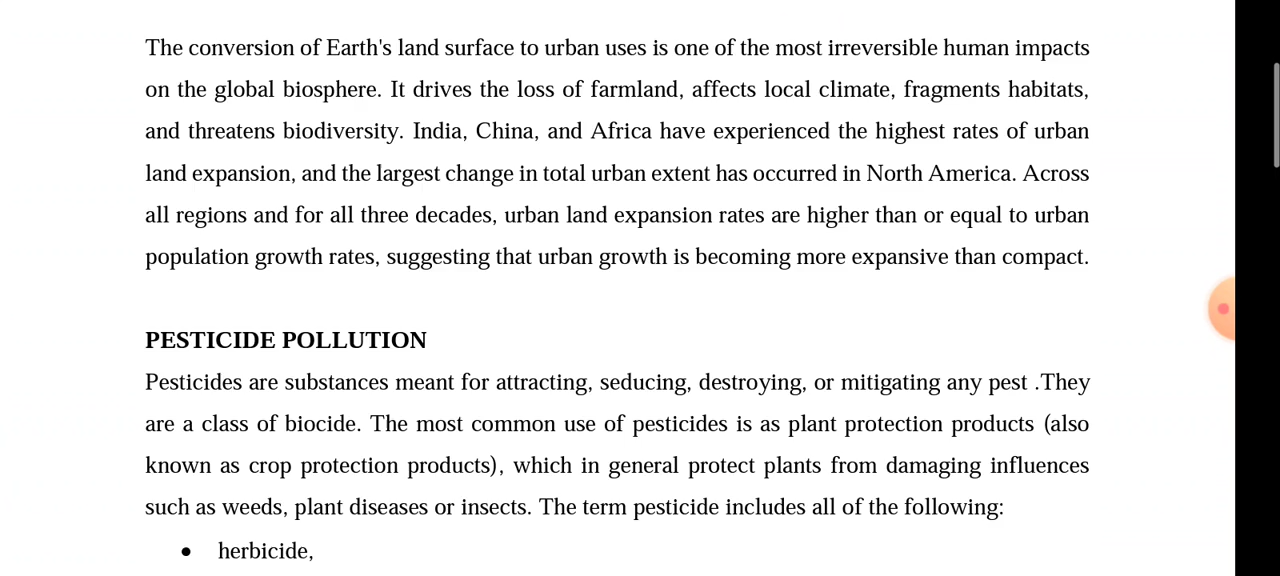 The conversion of Earth's land surface to urban uses is one of the most irreversible human impacts
on the global biosphere. It drives the loss of farmland, affects local climate, fragments habitats,
and threatens biodiversity. India, China, and Africa have experienced the highest rates of urban
land expansion, and the largest change in total urban extent has occurred in North America. Across
all regions and for all three decades, urban land expansion rates are higher than or equal to urban
population growth rates, suggesting that urban growth is becoming more expansive than compact.
PESTICIDE POLLUTION
Pesticides are substances meant for attracting, seducing, destroying, or mitigating any pest .They
are a class of biocide. The most common use of pesticides is as plant protection products (also
known as crop protection products), which in general protect plants from damaging influences
such as weeds, plant diseases or insects. The term pesticide includes all of the following:
• herbicide,